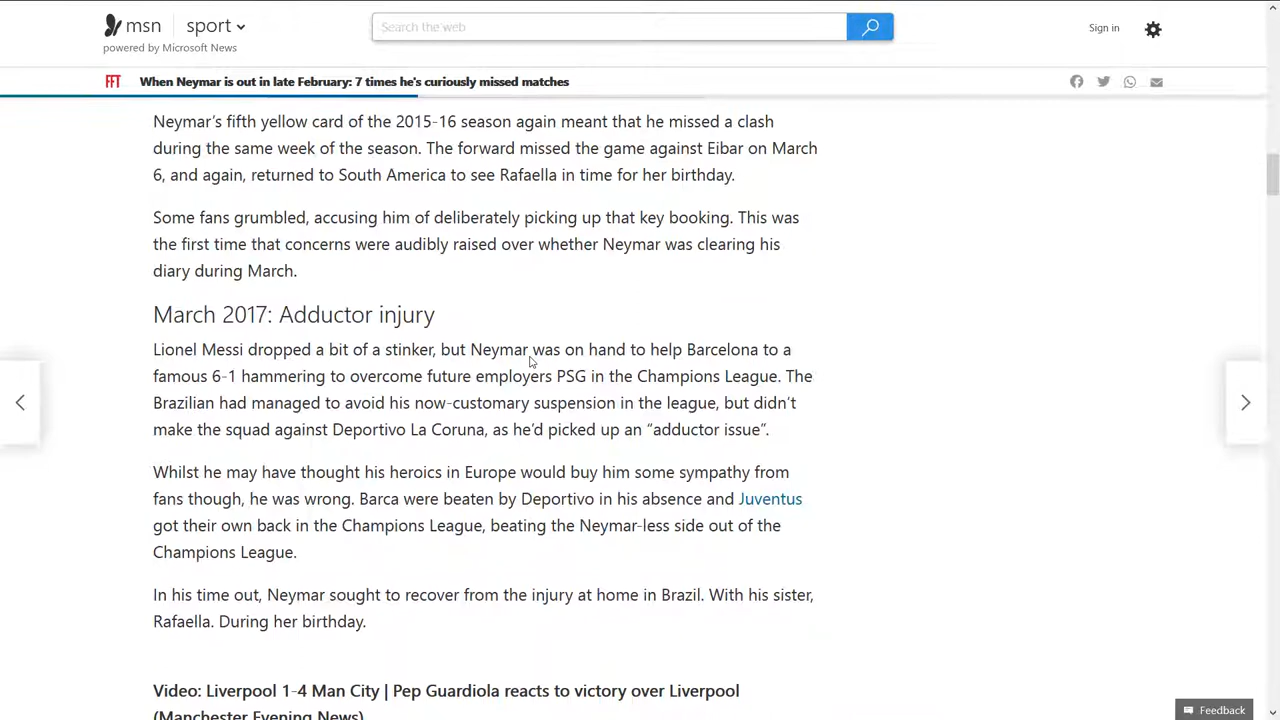 msn
sport
Search the web
Sign in
powered by Microsoft News
FFT
When Neymar is out in late February: 7 times he's curiously missed matches
Neymar’s fifth yellow card of the 2015-16 season again meant that he missed a clash
during the same week of the season. The forward missed the game against Eibar on March
6, and again, returned to South America to see Rafaella in time for her birthday.
Some fans grumbled, accusing him of deliberately picking up that key booking. This was
the first time that concerns were audibly raised over whether Neymar was clearing his
diary during March.
March 2017: Adductor injury
Lionel Messi dropped a bit of a stinker, but Neymar was on hand to help Barcelona to a
famous 6-1 hammering to overcome future employers PSG in the Champions League. The
Brazilian had managed to avoid his now-customary suspension in the league, but didn’t
make the squad against Deportivo La Coruna, as he’d picked up an “adductor issue”.
Whilst he may have thought his heroics in Europe would buy him some sympathy from
fans though, he was wrong. Barca were beaten by Deportivo in his absence and Juventus
got their own back in the Champions League, beating the Neymar-less side out of the
Champions League.
In his time out, Neymar sought to recover from the injury at home in Brazil. With his sister,
Rafaella. During her birthday.
Video: Liverpool 1-4 Man City | Pep Guardiola reacts to victory over Liverpool
(Manchester Evening News)
Feedback